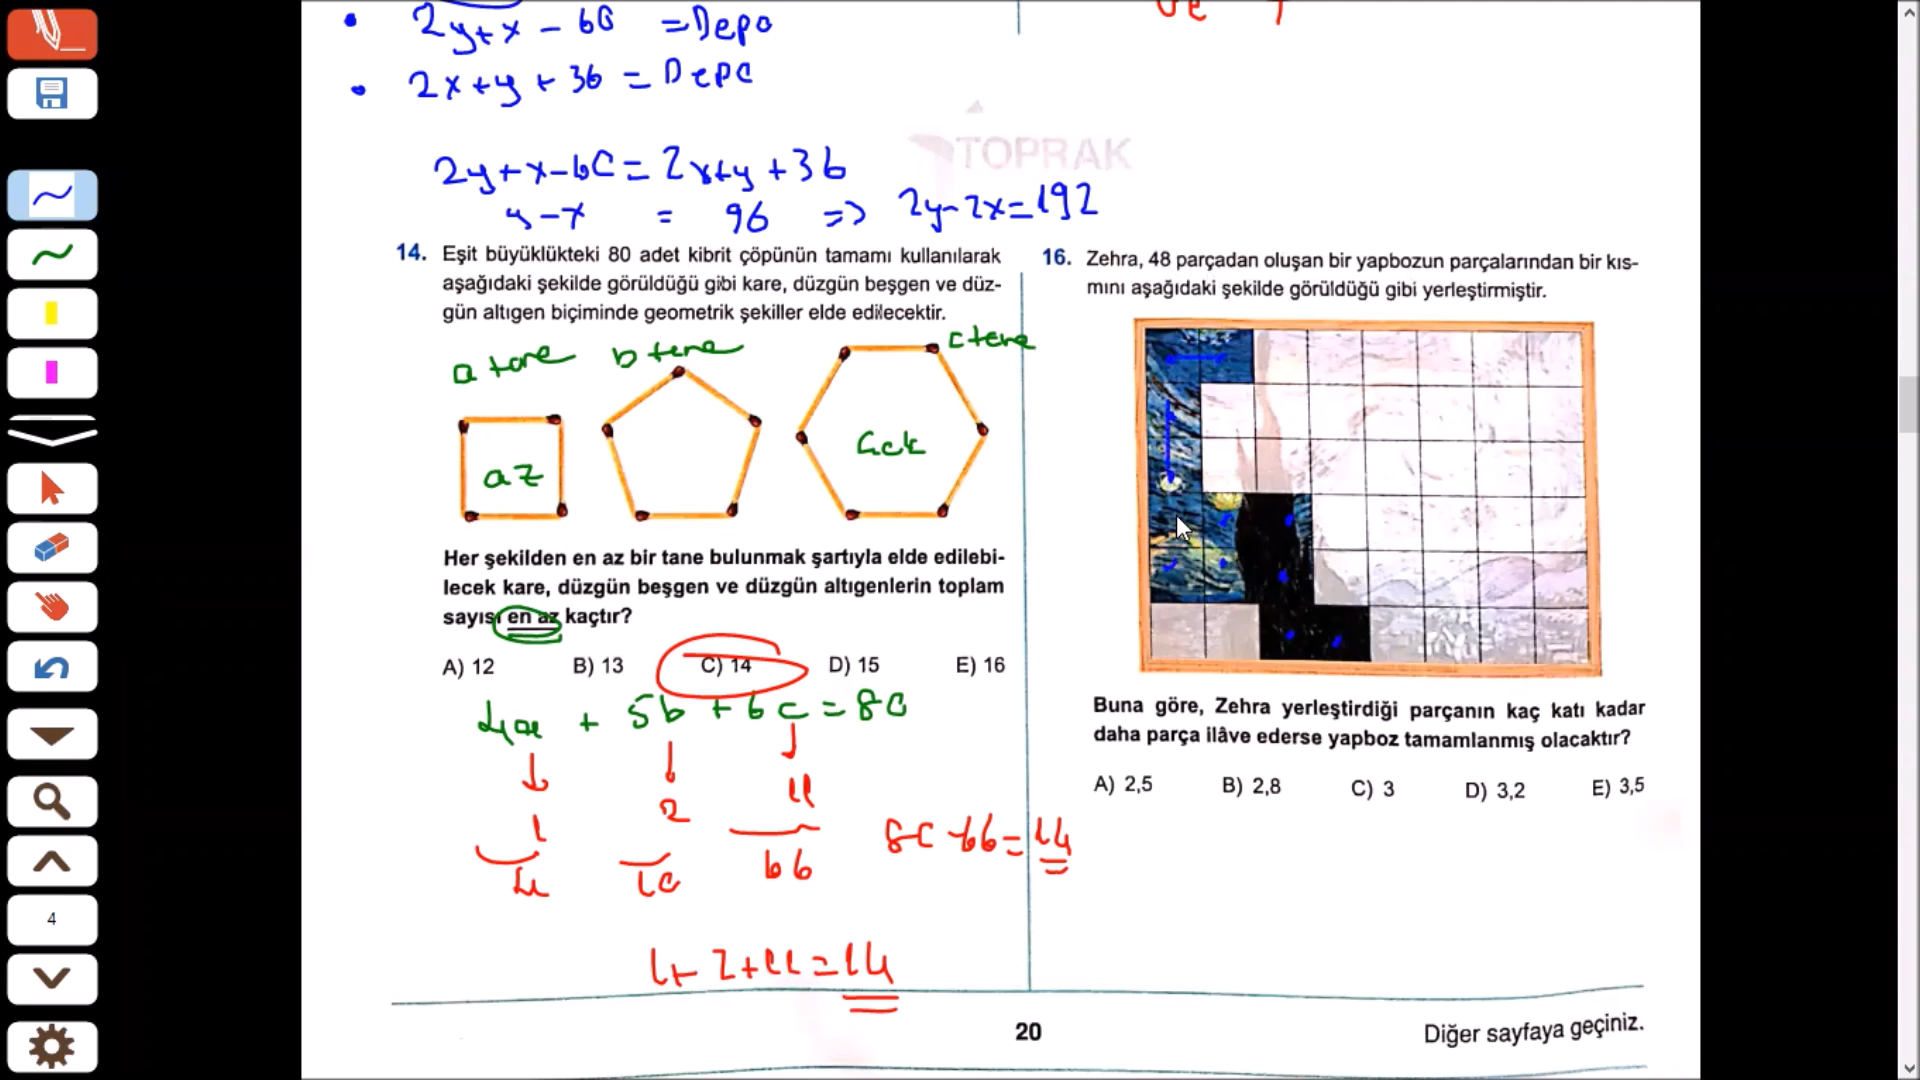 2y+x-60 =Depo
2x+y+36=Depo
TOPRAK
2y+x-60=2x+y+36
y-x = 96 => 2y-2x=192
14. Eşit büyüklükteki 80 adet kibrit çöpünün tamamı kullanılarak
aşağıdaki şekilde görüldüğü gibi kare, düzgün beşgen ve düz-
gün altıgen biçiminde geometrik şekiller elde edilecektir.
a tane b tane c tane
az
Her şekilden en az bir tane bulunmak şartıyla elde edilebi-
lecek kare, düzgün beşgen ve düzgün altıgenlerin toplam
sayısı en az kaçtır?
A) 12 B) 13 C) 14 D) 15 E) 16
4a + 5b + 6c = 80
1 2 11
4 10 66
80-66=14
1+2+11=14
16. Zehra, 48 parçadan oluşan bir yapbozun parçalarından bir kıs-
mını aşağıdaki şekilde görüldüğü gibi yerleştirmiştir.
Buna göre, Zehra yerleştirdiği parçanın kaç katı kadar
daha parça ilâve ederse yapboz tamamlanmış olacaktır?
A) 2,5 B) 2,8 C) 3 D) 3,2 E) 3,5
20
Diğer sayfaya geçiniz.
4